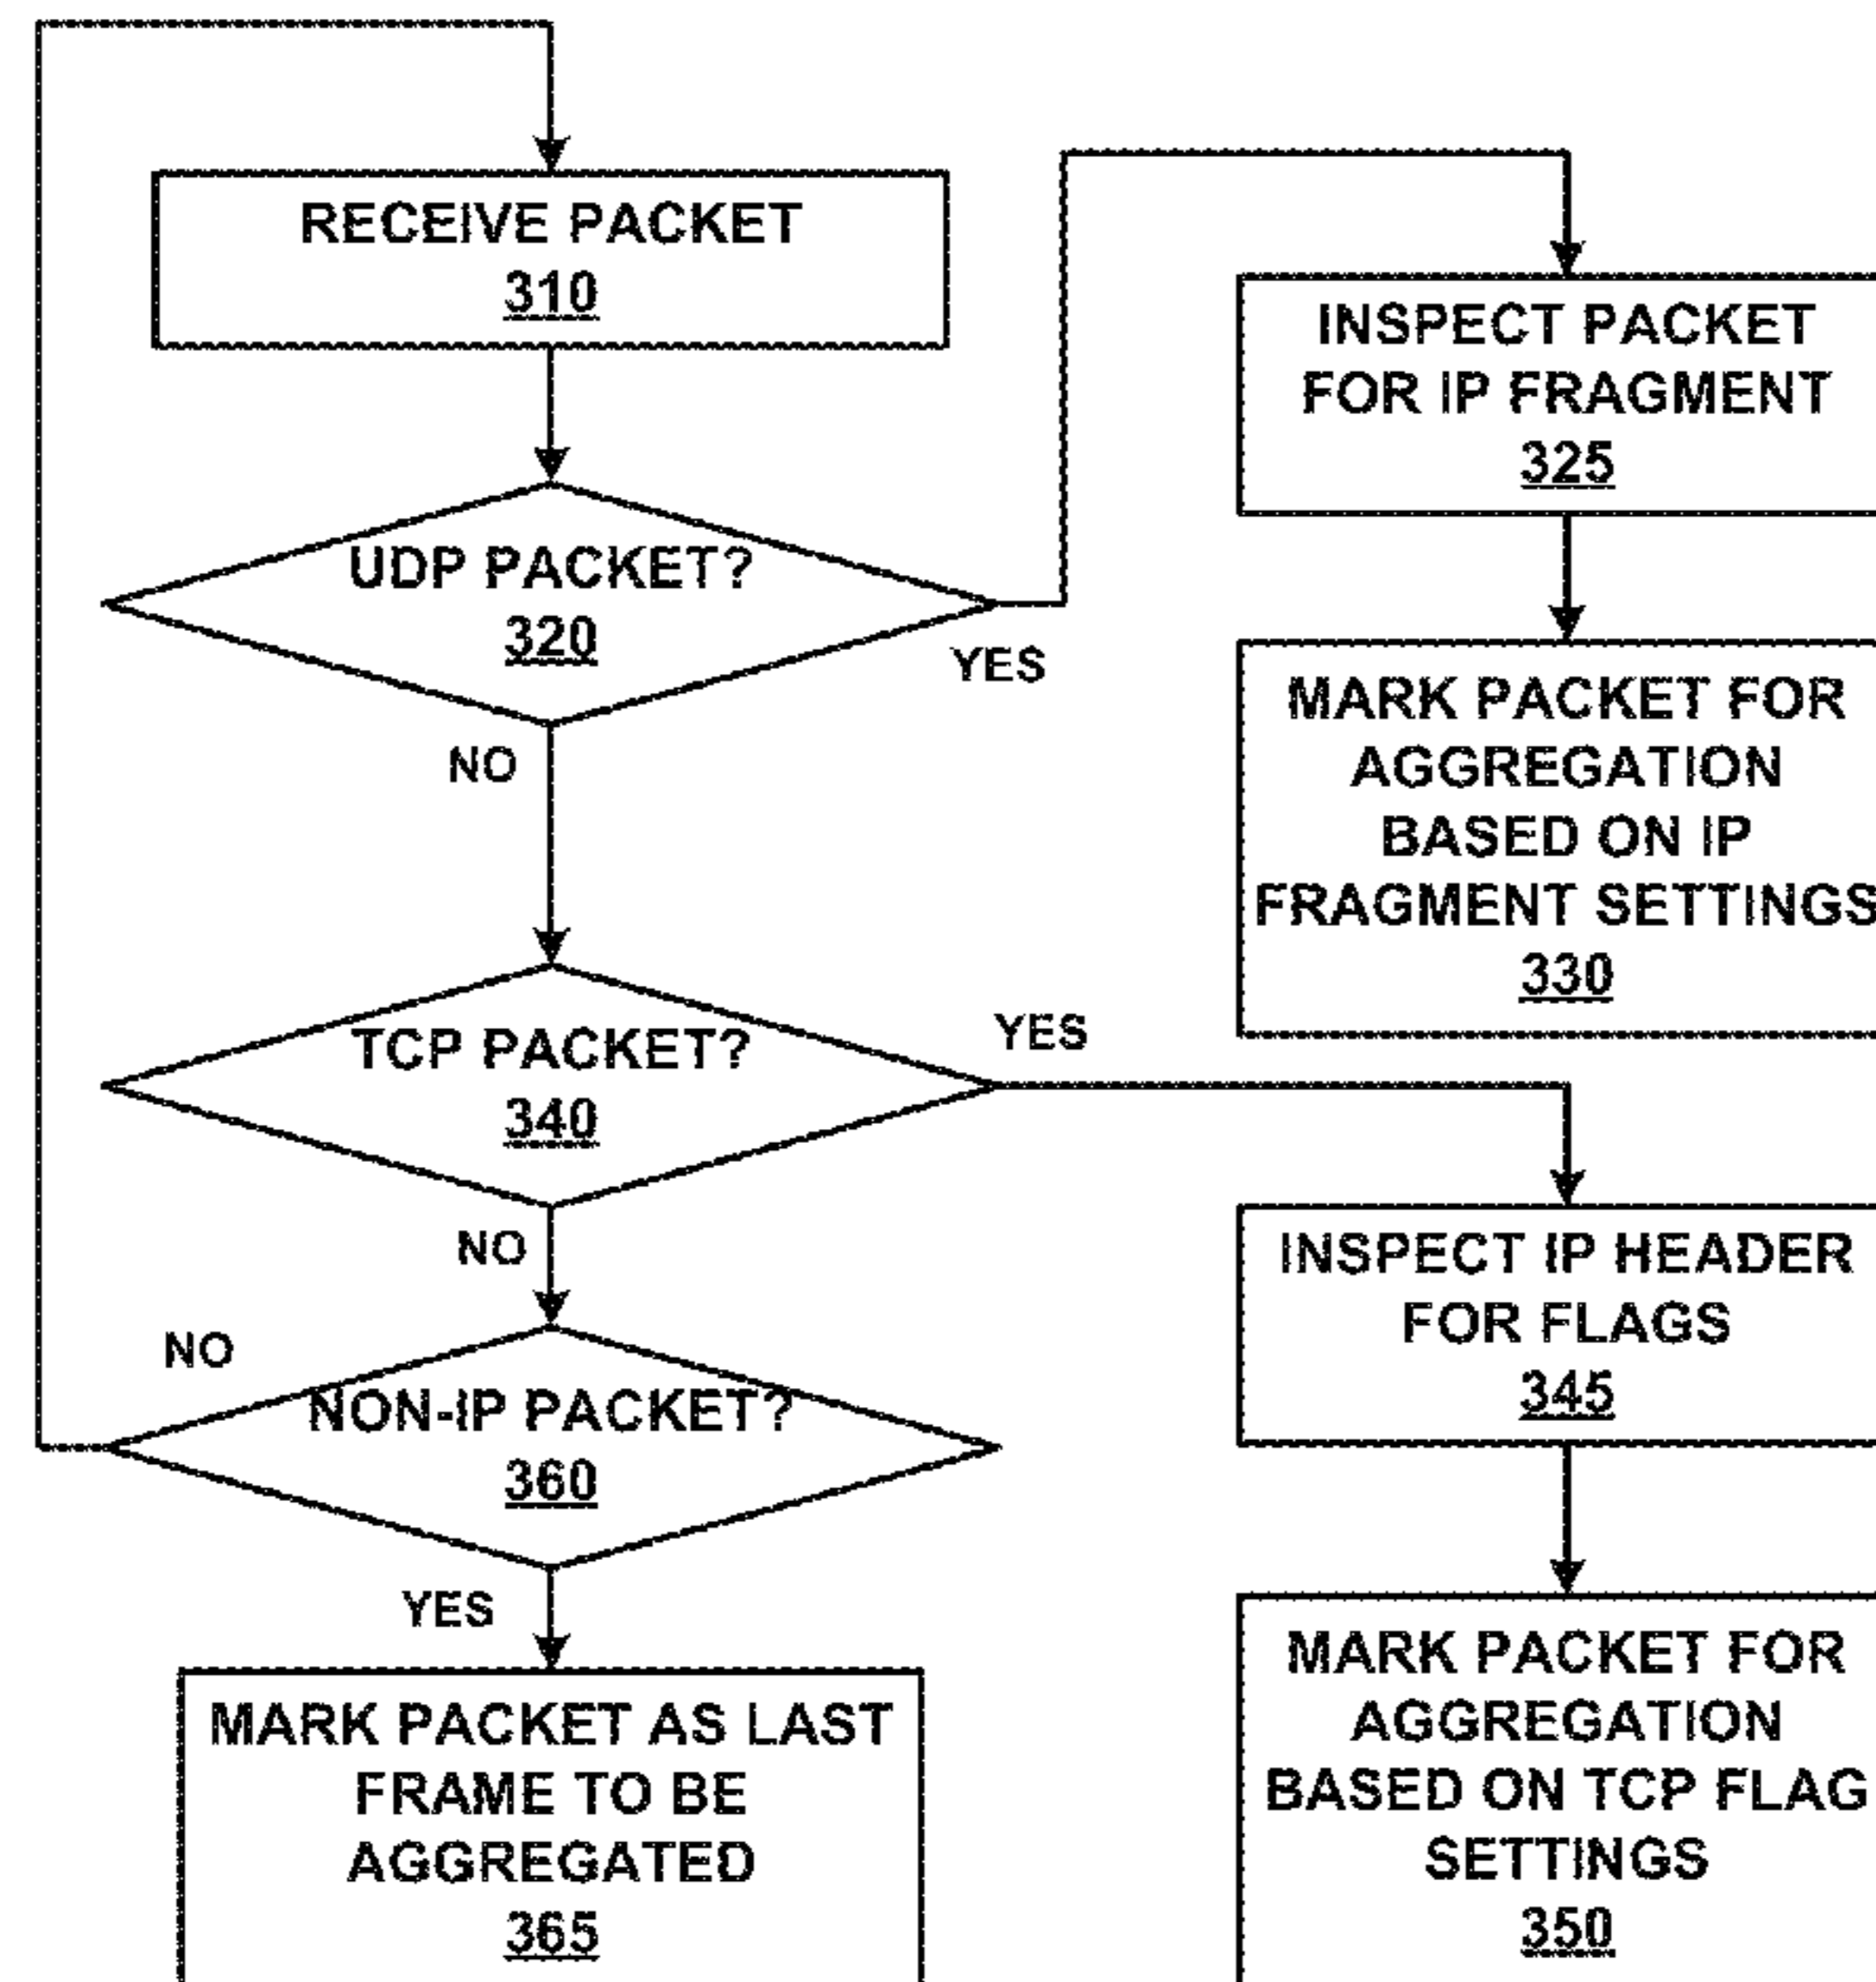 RECEIVE PACKET
310
UDP PACKET?
320
YES
NO
INSPECT PACKET
FOR IP FRAGMENT
325
MARK PACKET FOR
AGGREGATION
BASED ON IP
FRAGMENT SETTINGS
330
TCP PACKET?
340
YES
NO
INSPECT IP HEADER
FOR FLAGS
345
MARK PACKET FOR
AGGREGATION
BASED ON TCP FLAG
SETTINGS
350
NO
NON-IP PACKET?
360
YES
MARK PACKET AS LAST
FRAME TO BE
AGGREGATED
365